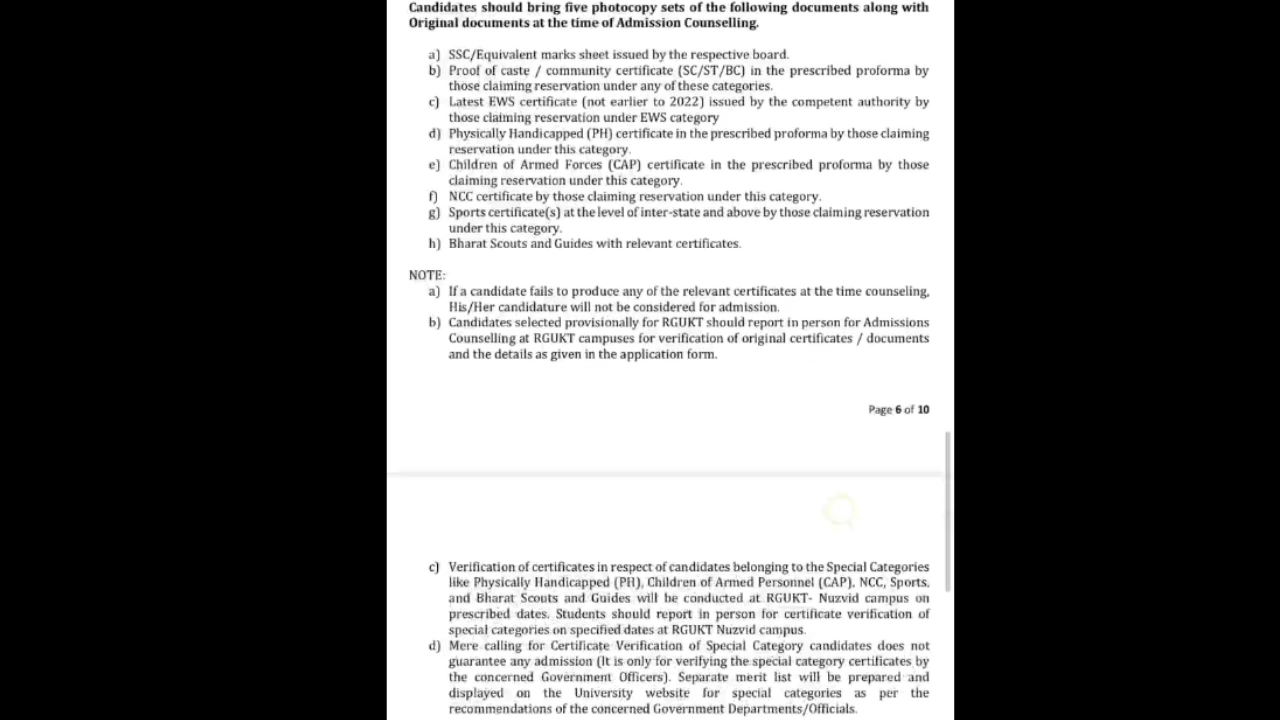 Candidates should bring five photocopy sets of the following documents along with
Original documents at the time of Admission Counselling.
a) SSC/Equivalent marks sheet issued by the respective board.
b) Proof of caste / community certificate (SC/ST/BC) in the prescribed proforma by
those claiming reservation under any of these categories.
c) Latest EWS certificate (not earlier to 2022) issued by the competent authority by
those claiming reservation under EWS category
d) Physically Handicapped (PH) certificate in the prescribed proforma by those claiming
reservation under this category.
e) Children of Armed Forces (CAP) certificate in the prescribed proforma by those
claiming reservation under this category.
f) NCC certificate by those claiming reservation under this category.
g) Sports certificate(s) at the level of inter-state and above by those claiming reservation
under this category.
h) Bharat Scouts and Guides with relevant certificates.
NOTE:
a) If a candidate fails to produce any of the relevant certificates at the time counseling,
His/Her candidature will not be considered for admission.
b) Candidates selected provisionally for RGUKT should report in person for Admissions
Counselling at RGUKT campuses for verification of original certificates / documents
and the details as given in the application form.
Page 6 of 10
c) Verification of certificates in respect of candidates belonging to the Special Categories
like Physically Handicapped (PH), Children of Armed Personnel (CAP), NCC, Sports,
and Bharat Scouts and Guides will be conducted at RGUKT- Nuzvid campus on
prescribed dates. Students should report in person for certificate verification of
special categories on specified dates at RGUKT Nuzvid campus.
d) Mere calling for Certificate Verification of Special Category candidates does not
guarantee any admission (It is only for verifying the special category certificates by
the concerned Government Officers). Separate merit list will be prepared and
displayed on the University website for special categories as per the
recommendations of the concerned Government Departments/Officials.